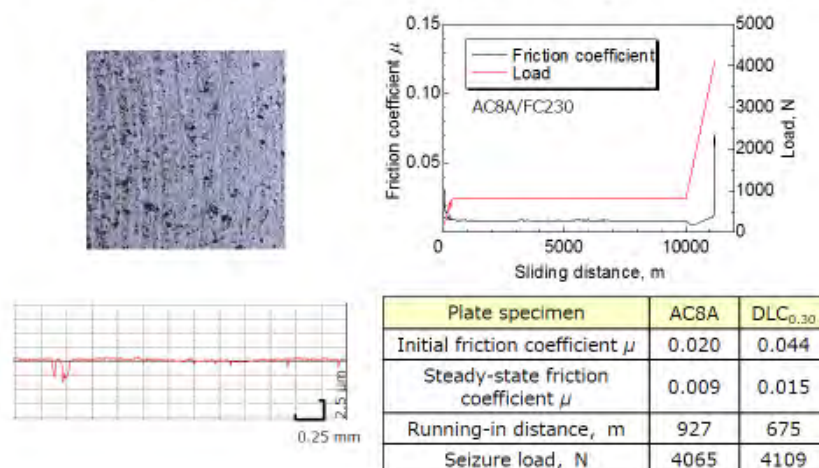 0.15
0.10
0.05
0
5000
4000
3000
2000
1000
0
Friction coefficient μ
Load, N
Friction coefficient
Load
AC8A/FC230
0 5000 10000
Sliding distance, m
2.5 μm
0.25 mm
Plate specimen AC8A DLC0.30
Initial friction coefficient μ 0.020 0.044
Steady-state friction
coefficient μ 0.009 0.015
Running-in distance, m 927 675
Seizure load, N 4065 4109